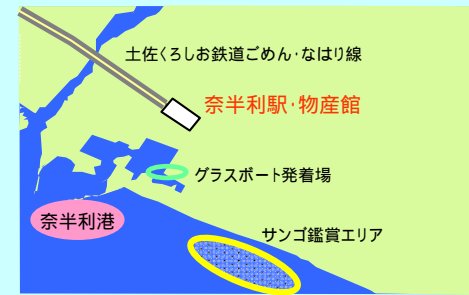 土佐くろしお鉄道ごめん・なはり線
奈半利駅・物産館
グラスボート発着場
奈半利港
サンゴ鑑賞エリア